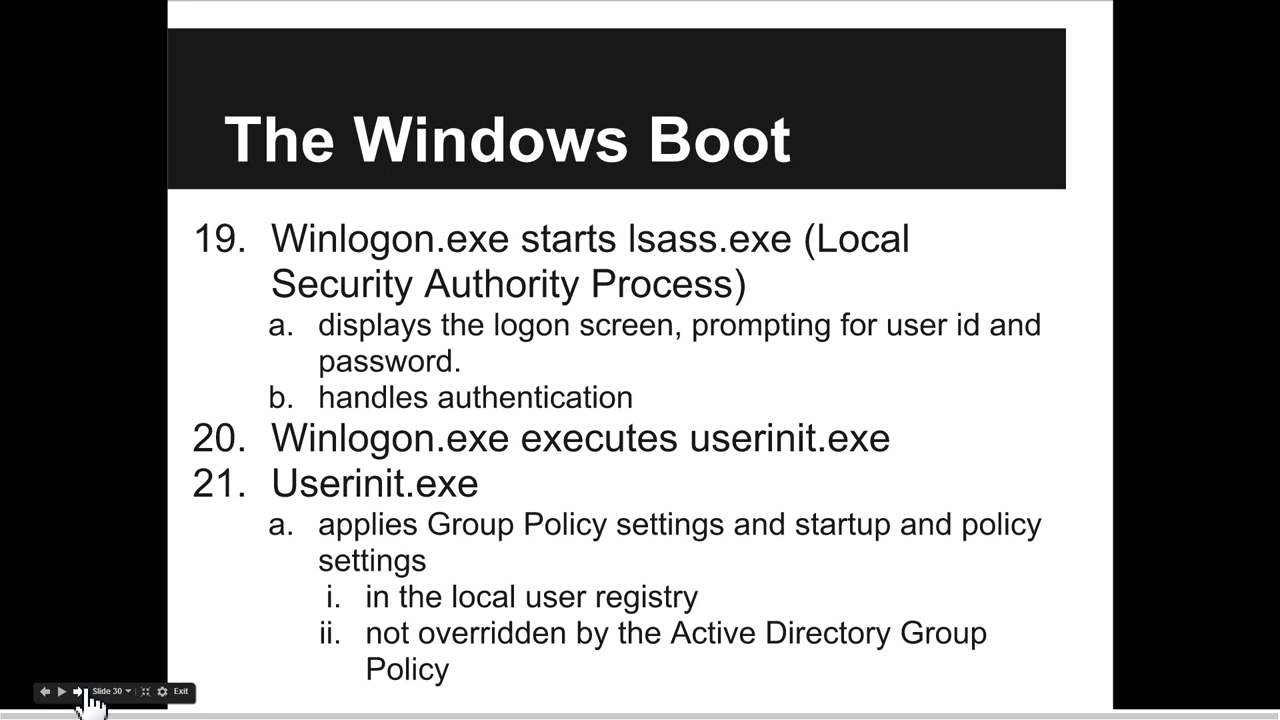 The Windows Boot
19. Winlogon.exe starts lsass.exe (Local
Security Authority Process)
a. displays the logon screen, prompting for user id and
password.
b. handles authentication
20. Winlogon.exe executes userinit.exe
21. Userinit.exe
a. applies Group Policy settings and startup and policy
settings
i. in the local user registry
ii. not overridden by the Active Directory Group
Policy
Slide 30 Exit